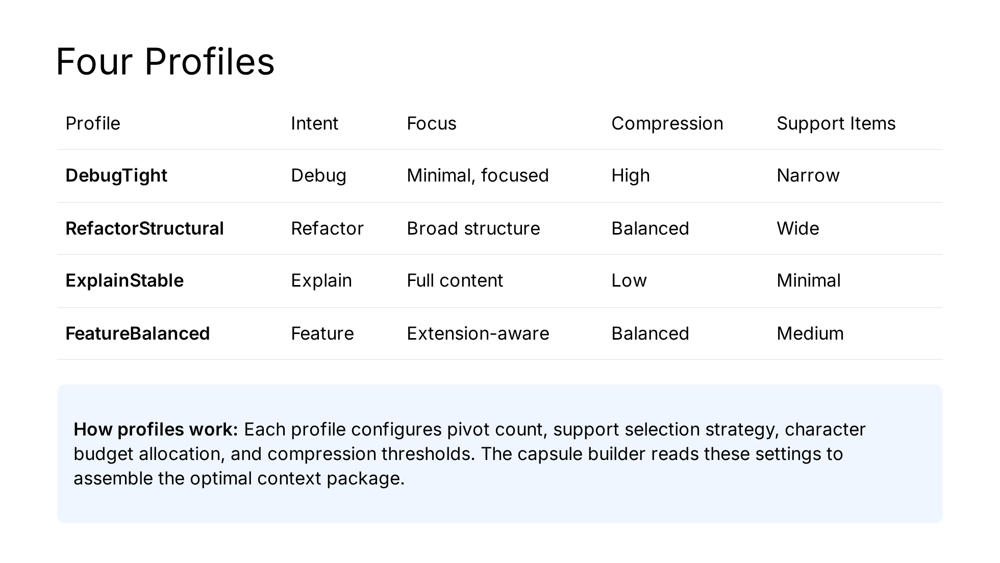 Four Profiles
Profile Intent Focus Compression Support Items
DebugTight Debug Minimal, focused High Narrow
RefactorStructural Refactor Broad structure Balanced Wide
ExplainStable Explain Full content Low Minimal
FeatureBalanced Feature Extension-aware Balanced Medium
How profiles work: Each profile configures pivot count, support selection strategy, character
budget allocation, and compression thresholds. The capsule builder reads these settings to
assemble the optimal context package.